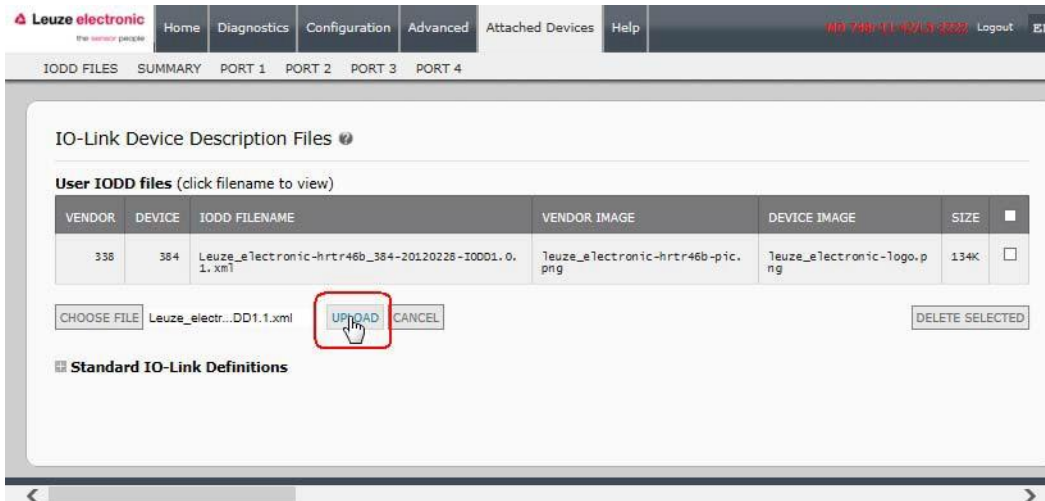 Leuze electronic
the sensor people
Home Diagnostics Configuration Advanced Attached Devices Help
Logout
IODD FILES SUMMARY PORT 1 PORT 2 PORT 3 PORT 4
IO-Link Device Description Files
User IODD files (click filename to view)
VENDOR DEVICE IODD FILENAME VENDOR IMAGE DEVICE IMAGE SIZE
338 384 Leuze_electronic-hrtr46b_384-20120228-IODD1.0.
1.xml
leuze_electronic-hrtr46b-pic.
png
leuze_electronic-logo.p
ng
134K
CHOOSE FILE Leuze_electr...DD1.1.xml UPLOAD CANCEL DELETE SELECTED
Standard IO-Link Definitions